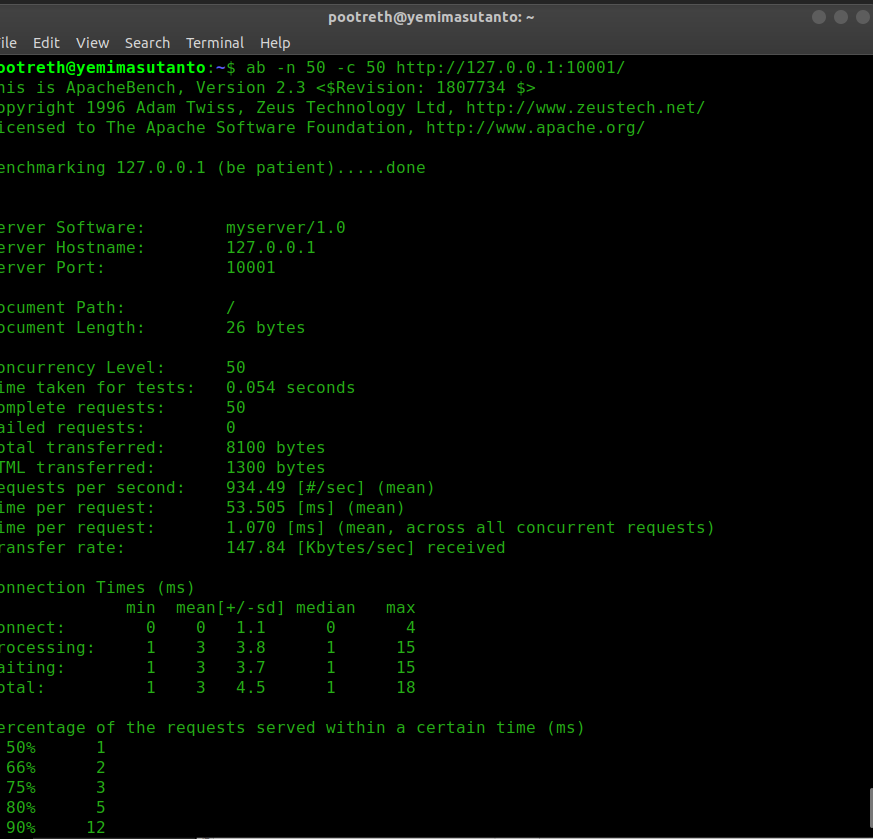 pootreth@yemimasutanto: ~
ile Edit View Search Terminal Help
ootreth@yemimasutanto:~$ ab -n 50 -c 50 http://127.0.0.1:10001/
his is ApacheBench, Version 2.3 <$Revision: 1807734 $>
opyright 1996 Adam Twiss, Zeus Technology Ltd, http://www.zeustech.net/
icensed to The Apache Software Foundation, http://www.apache.org/
enchmarking 127.0.0.1 (be patient).....done
erver Software: myserver/1.0
erver Hostname: 127.0.0.1
erver Port: 10001
ocument Path: /
ocument Length: 26 bytes
oncurrency Level: 50
ime taken for tests: 0.054 seconds
omplete requests: 50
ailed requests: 0
otal transferred: 8100 bytes
TML transferred: 1300 bytes
equests per second: 934.49 [#/sec] (mean)
ime per request: 53.505 [ms] (mean)
ime per request: 1.070 [ms] (mean, across all concurrent requests)
ransfer rate: 147.84 [Kbytes/sec] received
onnection Times (ms)
min mean[+/-sd] median max
onnect: 0 0 1.1 0 4
rocessing: 1 3 3.8 1 15
aiting: 1 3 3.7 1 15
otal: 1 3 4.5 1 18
ercentage of the requests served within a certain time (ms)
50% 1
66% 2
75% 3
80% 5
90% 12